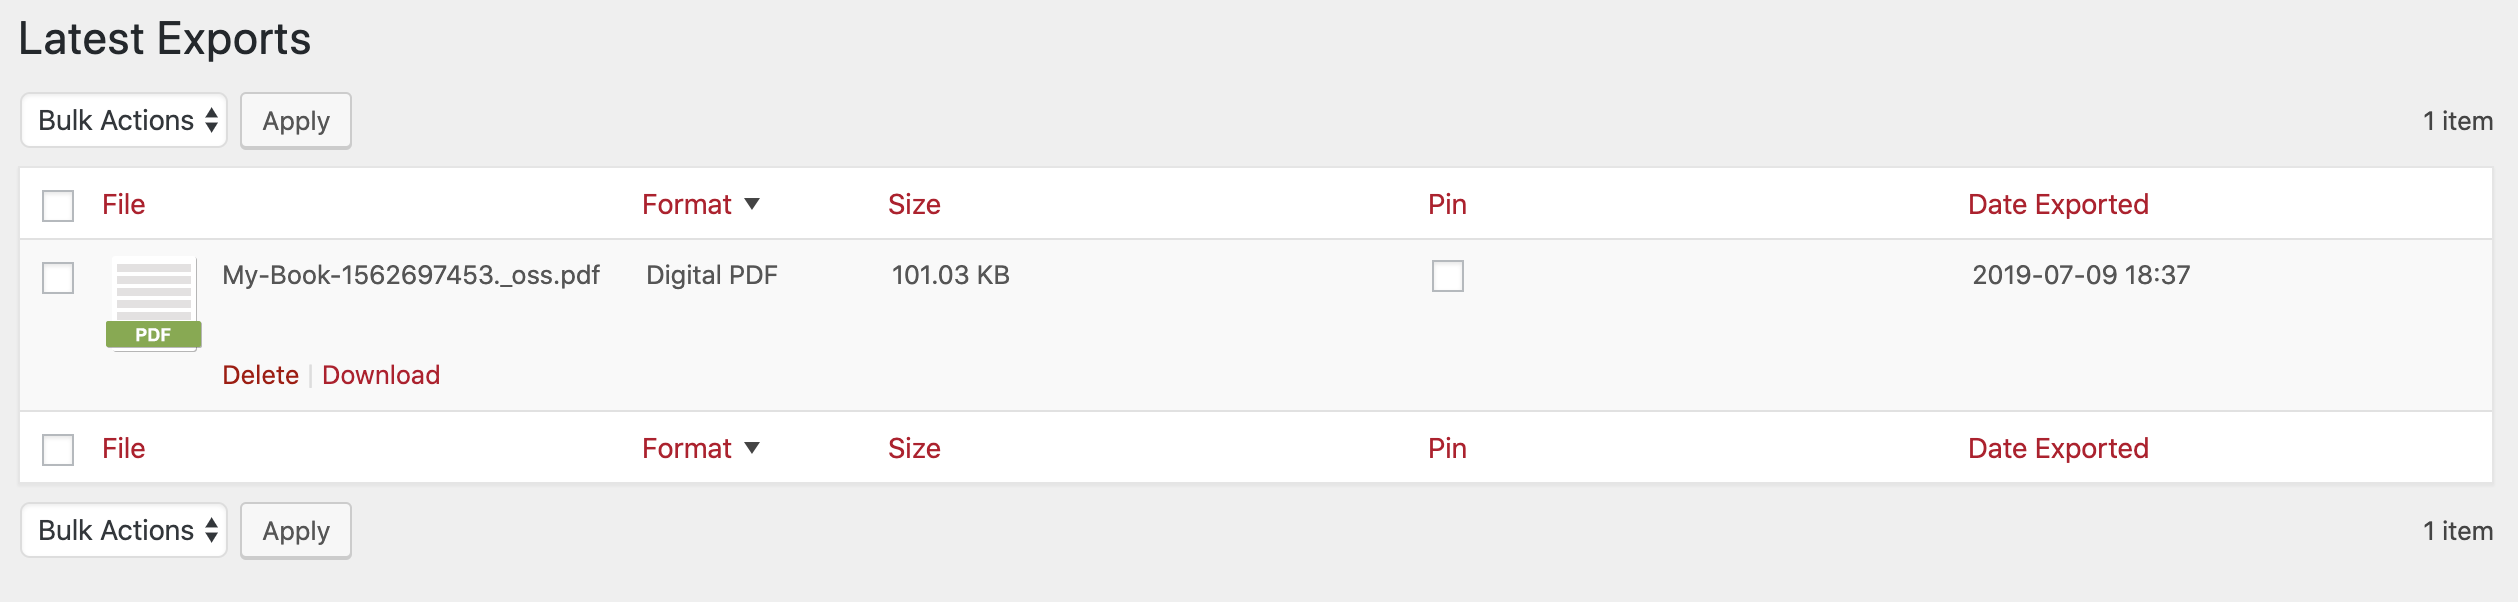 Latest Exports
Bulk Actions Apply 1 item
File Format Size Pin Date Exported
My-Book-1562697453._oss.pdf Digital PDF 101.03 KB 2019-07-09 18:37
PDF
Delete | Download
File Format Size Pin Date Exported
Bulk Actions Apply 1 item